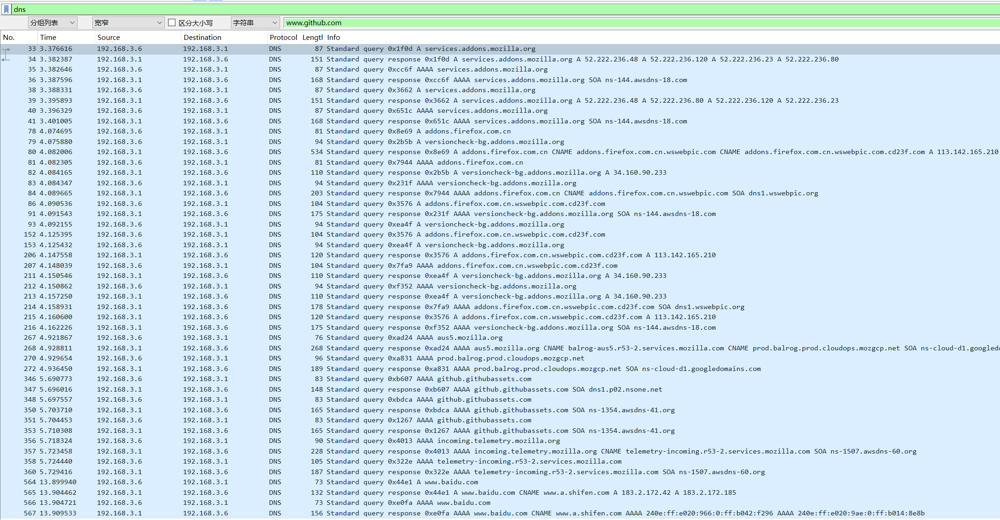 dns
分组列表 宽窄 区分大小写 字符串 www.github.com
No. Time Source Destination Protocol Length Info
33 3.376616 192.168.3.6 192.168.3.1 DNS 87 Standard query 0x1f0d A services.addons.mozilla.org
34 3.382387 192.168.3.1 192.168.3.6 DNS 151 Standard query response 0x1f0d A services.addons.mozilla.org A 52.222.236.48 A 52.222.236.120 A 52.222.236.23 A 52.222.236.80
35 3.382646 192.168.3.6 192.168.3.1 DNS 87 Standard query 0xcc6f AAAA services.addons.mozilla.org
36 3.387596 192.168.3.1 192.168.3.6 DNS 168 Standard query response 0xcc6f AAAA services.addons.mozilla.org SOA ns-144.awsdns-18.com
38 3.388331 192.168.3.6 192.168.3.1 DNS 87 Standard query 0x3662 A services.addons.mozilla.org
39 3.395893 192.168.3.1 192.168.3.6 DNS 151 Standard query response 0x3662 A services.addons.mozilla.org A 52.222.236.48 A 52.222.236.80 A 52.222.236.120 A 52.222.236.23
40 3.396329 192.168.3.6 192.168.3.1 DNS 87 Standard query 0x651c AAAA services.addons.mozilla.org
41 3.401005 192.168.3.1 192.168.3.6 DNS 168 Standard query response 0x651c AAAA services.addons.mozilla.org SOA ns-144.awsdns-18.com
78 4.074695 192.168.3.6 192.168.3.1 DNS 81 Standard query 0x8e69 A addons.firefox.com.cn
79 4.075880 192.168.3.6 192.168.3.1 DNS 94 Standard query 0x2b5b A versioncheck-bg.addons.mozilla.org
80 4.082006 192.168.3.1 192.168.3.6 DNS 534 Standard query response 0x8e69 A addons.firefox.com.cn CNAME addons.firefox.com.cn.wswebpic.com CNAME addons.firefox.com.cn.wswebpic.com.cd23f.com A 113.142.165.210
81 4.082305 192.168.3.6 192.168.3.1 DNS 81 Standard query 0x7944 AAAA addons.firefox.com.cn
82 4.084165 192.168.3.1 192.168.3.6 DNS 110 Standard query response 0x2b5b A versioncheck-bg.addons.mozilla.org A 34.160.90.233
83 4.084347 192.168.3.6 192.168.3.1 DNS 94 Standard query 0x231f AAAA versioncheck-bg.addons.mozilla.org
84 4.089665 192.168.3.1 192.168.3.6 DNS 203 Standard query response 0x7944 AAAA addons.firefox.com.cn CNAME addons.firefox.com.cn.wswebpic.com SOA dns1.wswebpic.org
86 4.090536 192.168.3.6 192.168.3.1 DNS 104 Standard query 0x3576 A addons.firefox.com.cn.wswebpic.com.cd23f.com
91 4.091543 192.168.3.1 192.168.3.6 DNS 175 Standard query response 0x231f AAAA versioncheck-bg.addons.mozilla.org SOA ns-144.awsdns-18.com
93 4.092155 192.168.3.6 192.168.3.1 DNS 94 Standard query 0xea4f A versioncheck-bg.addons.mozilla.org
152 4.125395 192.168.3.6 192.168.3.1 DNS 104 Standard query 0x3576 A addons.firefox.com.cn.wswebpic.com.cd23f.com
153 4.125432 192.168.3.6 192.168.3.1 DNS 94 Standard query 0xea4f A versioncheck-bg.addons.mozilla.org
206 4.147558 192.168.3.1 192.168.3.6 DNS 120 Standard query response 0x3576 A addons.firefox.com.cn.wswebpic.com.cd23f.com A 113.142.165.210
207 4.148039 192.168.3.6 192.168.3.1 DNS 104 Standard query 0x7fa9 AAAA addons.firefox.com.cn.wswebpic.com.cd23f.com
211 4.150546 192.168.3.1 192.168.3.6 DNS 110 Standard query response 0xea4f A versioncheck-bg.addons.mozilla.org A 34.160.90.233
212 4.150862 192.168.3.6 192.168.3.1 DNS 94 Standard query 0xf352 AAAA versioncheck-bg.addons.mozilla.org
213 4.157250 192.168.3.1 192.168.3.6 DNS 110 Standard query response 0xea4f A versioncheck-bg.addons.mozilla.org A 34.160.90.233
214 4.158931 192.168.3.1 192.168.3.6 DNS 178 Standard query response 0x7fa9 AAAA addons.firefox.com.cn.wswebpic.com.cd23f.com SOA dns1.wswebpic.org
215 4.160600 192.168.3.1 192.168.3.6 DNS 120 Standard query response 0x3576 A addons.firefox.com.cn.wswebpic.com.cd23f.com A 113.142.165.210
216 4.162226 192.168.3.1 192.168.3.6 DNS 175 Standard query response 0xf352 AAAA versioncheck-bg.addons.mozilla.org SOA ns-144.awsdns-18.com
267 4.921867 192.168.3.6 192.168.3.1 DNS 76 Standard query 0xad24 AAAA aus5.mozilla.org
268 4.928811 192.168.3.1 192.168.3.6 DNS 268 Standard query response 0xad24 AAAA aus5.mozilla.org CNAME balrog-aus5.r53-2.services.mozilla.com CNAME prod.balrog.prod.cloudops.mozgcp.net SOA ns-cloud-d1.googledo
270 4.929654 192.168.3.6 192.168.3.1 DNS 96 Standard query 0xa831 AAAA prod.balrog.prod.cloudops.mozgcp.net
272 4.936450 192.168.3.1 192.168.3.6 DNS 189 Standard query response 0xa831 AAAA prod.balrog.prod.cloudops.mozgcp.net SOA ns-cloud-d1.googledomains.com
346 5.690773 192.168.3.6 192.168.3.1 DNS 83 Standard query 0xb607 AAAA github.githubassets.com
347 5.696016 192.168.3.1 192.168.3.6 DNS 148 Standard query response 0xb607 AAAA github.githubassets.com SOA dns1.p02.nsone.net
348 5.697557 192.168.3.6 192.168.3.1 DNS 83 Standard query 0xbdca AAAA github.githubassets.com
350 5.703710 192.168.3.1 192.168.3.6 DNS 165 Standard query response 0xbdca AAAA github.githubassets.com SOA ns-1354.awsdns-41.org
351 5.704453 192.168.3.6 192.168.3.1 DNS 83 Standard query 0x1267 AAAA github.githubassets.com
353 5.710308 192.168.3.1 192.168.3.6 DNS 165 Standard query response 0x1267 AAAA github.githubassets.com SOA ns-1354.awsdns-41.org
356 5.718324 192.168.3.6 192.168.3.1 DNS 90 Standard query 0x4013 AAAA incoming.telemetry.mozilla.org
357 5.723458 192.168.3.1 192.168.3.6 DNS 228 Standard query response 0x4013 AAAA incoming.telemetry.mozilla.org CNAME telemetry-incoming.r53-2.services.mozilla.com SOA ns-1507.awsdns-60.org
358 5.724440 192.168.3.6 192.168.3.1 DNS 105 Standard query 0x322e AAAA telemetry-incoming.r53-2.services.mozilla.com
360 5.729416 192.168.3.1 192.168.3.6 DNS 187 Standard query response 0x322e AAAA telemetry-incoming.r53-2.services.mozilla.com SOA ns-1507.awsdns-60.org
564 13.899940 192.168.3.6 192.168.3.1 DNS 73 Standard query 0x44e1 A www.baidu.com
565 13.904462 192.168.3.1 192.168.3.6 DNS 132 Standard query response 0x44e1 A www.baidu.com CNAME www.a.shifen.com A 183.2.172.42 A 183.2.172.185
566 13.904721 192.168.3.6 192.168.3.1 DNS 73 Standard query 0xe0fa AAAA www.baidu.com
567 13.909533 192.168.3.1 192.168.3.6 DNS 156 Standard query response 0xe0fa AAAA www.baidu.com CNAME www.a.shifen.com AAAA 240e:ff:e020:966:0:ff:b042:f296 AAAA 240e:ff:e020:9ae:0:ff:b014:8e8b